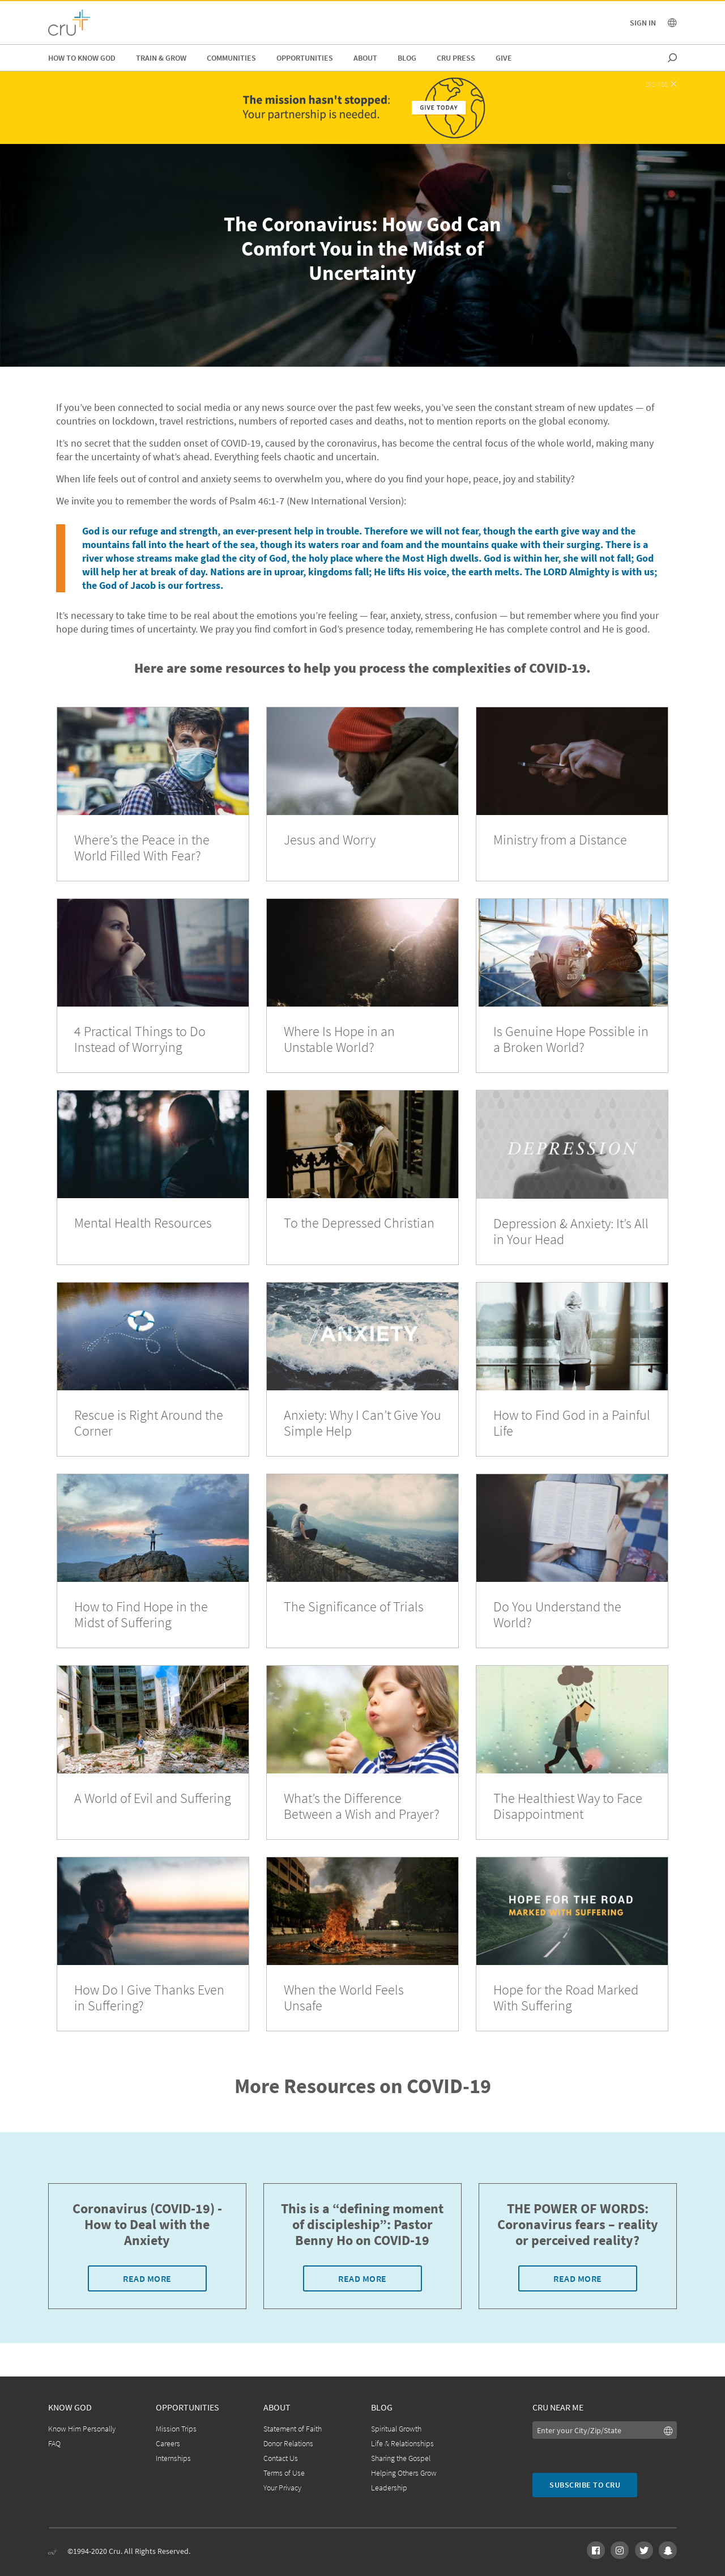 cru
SIGN IN
HOW TO KNOW GOD
TRAIN & GROW
COMMUNITIES
OPPORTUNITIES
ABOUT
BLOG
CRU PRESS
GIVE
The mission hasn't stopped:
Your partnership is needed.
GIVE TODAY
The Coronavirus: How God Can
Comfort You in the Midst of
Uncertainty
If you’ve been connected to social media or any news source over the past few weeks, you’ve seen the constant stream of new updates — of
countries on lockdown, travel restrictions, numbers of reported cases and deaths, not to mention reports on the global economy.
It’s no secret that the sudden onset of COVID-19, caused by the coronavirus, has become the central focus of the whole world, making many
fear the uncertainty of what’s ahead. Everything feels chaotic and uncertain.
When life feels out of control and anxiety seems to overwhelm you, where do you find your hope, peace, joy and stability?
We invite you to remember the words of Psalm 46:1-7 (New International Version):
God is our refuge and strength, an ever-present help in trouble. Therefore we will not fear, though the earth give way and the
mountains fall into the heart of the sea, though its waters roar and foam and the mountains quake with their surging. There is a
river whose streams make glad the city of God, the holy place where the Most High dwells. God is within her, she will not fall; God
will help her at break of day. Nations are in uproar, kingdoms fall; He lifts His voice, the earth melts. The LORD Almighty is with us;
the God of Jacob is our fortress.
It’s necessary to take time to be real about the emotions you’re feeling — fear, anxiety, stress, confusion — but remember where you find your
hope during times of uncertainty. We pray you find comfort in God’s presence today, remembering He has complete control and He is good.
Here are some resources to help you process the complexities of COVID-19.
Where’s the Peace in the
World Filled With Fear?
Jesus and Worry
Ministry from a Distance
4 Practical Things to Do
Instead of Worrying
Where Is Hope in an
Unstable World?
Is Genuine Hope Possible in
a Broken World?
DEPRESSION
Mental Health Resources
To the Depressed Christian
Depression & Anxiety: It’s All
in Your Head
ANXIETY
Rescue is Right Around the
Corner
Anxiety: Why I Can’t Give You
Simple Help
How to Find God in a Painful
Life
How to Find Hope in the
Midst of Suffering
The Significance of Trials
Do You Understand the
World?
A World of Evil and Suffering
What’s the Difference
Between a Wish and Prayer?
The Healthiest Way to Face
Disappointment
HOPE FOR THE ROAD
MARKED WITH SUFFERING
How Do I Give Thanks Even
in Suffering?
When the World Feels
Unsafe
Hope for the Road Marked
With Suffering
More Resources on COVID-19
Coronavirus (COVID-19) -
How to Deal with the
Anxiety
READ MORE
This is a “defining moment
of discipleship”: Pastor
Benny Ho on COVID-19
READ MORE
THE POWER OF WORDS:
Coronavirus fears – reality
or perceived reality?
READ MORE
KNOW GOD
Know Him Personally
FAQ
OPPORTUNITIES
Mission Trips
Careers
Internships
ABOUT
Statement of Faith
Donor Relations
Contact Us
Terms of Use
Your Privacy
BLOG
Spiritual Growth
Life & Relationships
Sharing the Gospel
Helping Others Grow
Leadership
CRU NEAR ME
Enter your City/Zip/State
SUBSCRIBE TO CRU
cru
©1994-2020 Cru. All Rights Reserved.